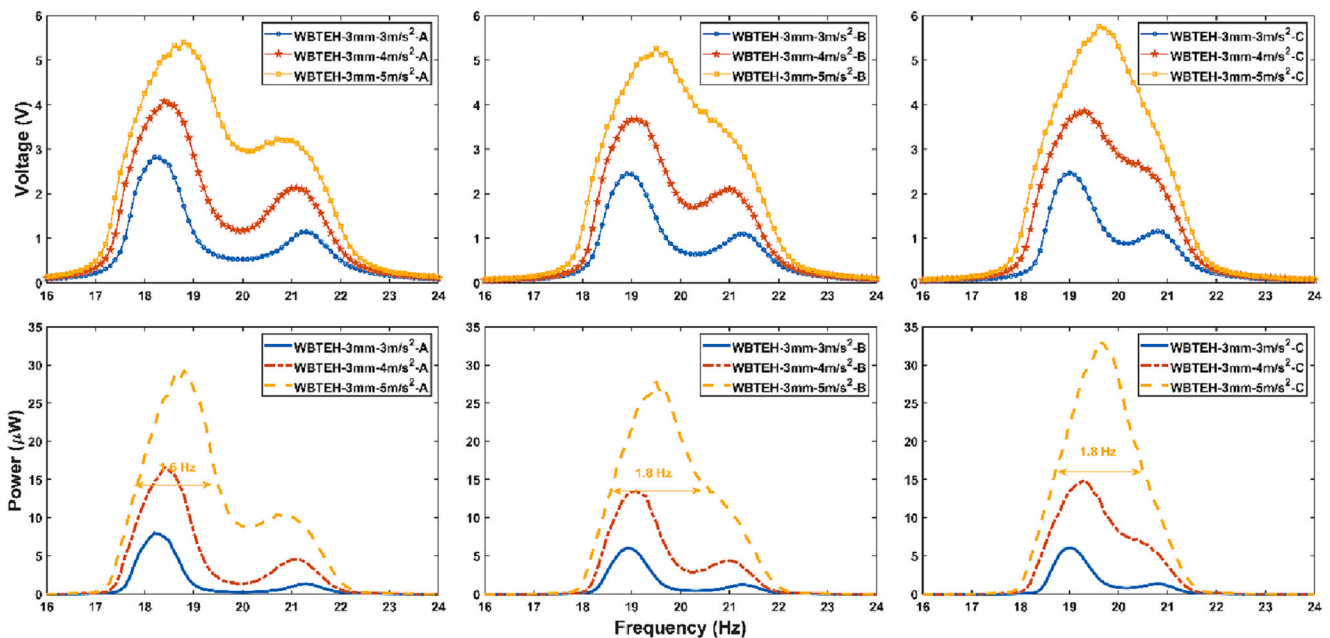 6
5
4
3
2
1
0
Voltage (V)
WBTEH-3mm-3m/s²-A
WBTEH-3mm-4m/s²-A
WBTEH-3mm-5m/s²-A
16 17 18 19 20 21 22 23 24
6
5
4
3
2
1
0
WBTEH-3mm-3m/s²-B
WBTEH-3mm-4m/s²-B
WBTEH-3mm-5m/s²-B
16 17 18 19 20 21 22 23 24
6
5
4
3
2
1
0
WBTEH-3mm-3m/s²-C
WBTEH-3mm-4m/s²-C
WBTEH-3mm-5m/s²-C
16 17 18 19 20 21 22 23 24
35
30
25
20
15
10
5
0
Power (μW)
WBTEH-3mm-3m/s²-A
WBTEH-3mm-4m/s²-A
WBTEH-3mm-5m/s²-A
1.6 Hz
16 17 18 19 20 21 22 23 24
35
30
25
20
15
10
5
0
WBTEH-3mm-3m/s²-B
WBTEH-3mm-4m/s²-B
WBTEH-3mm-5m/s²-B
1.8 Hz
16 17 18 19 20 21 22 23 24
35
30
25
20
15
10
5
0
WBTEH-3mm-3m/s²-C
WBTEH-3mm-4m/s²-C
WBTEH-3mm-5m/s²-C
1.8 Hz
16 17 18 19 20 21 22 23 24
Frequency (Hz)